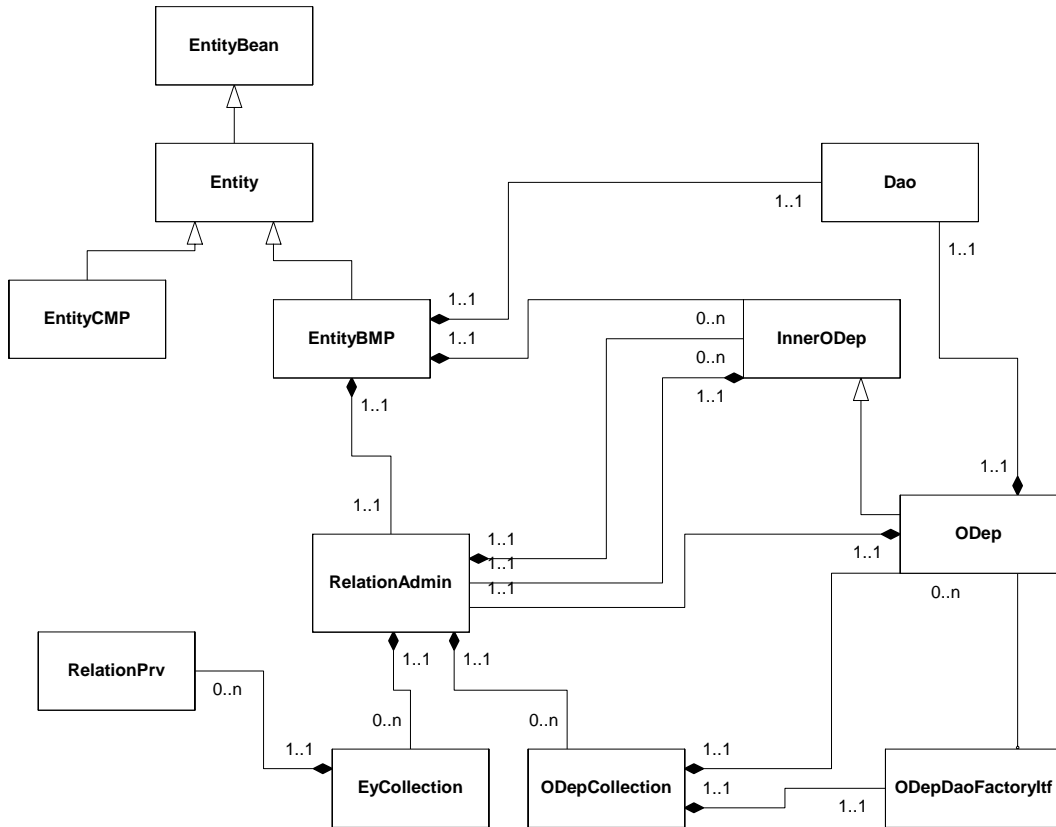 EntityBean
Entity
Dao
1..1
1..1
EntityCMP
1..1
EntityBMP
1..1
0..n
InnerODep
0..n
1..1
1..1
1..1
1..1
ODep
1..1
1..1
1..1
1..1
RelationAdmin
0..n
1..1
1..1
RelationPrv
0..n
0..n
0..n
1..1
1..1
EyCollection
ODepCollection
1..1
1..1
ODepDaoFactoryItf